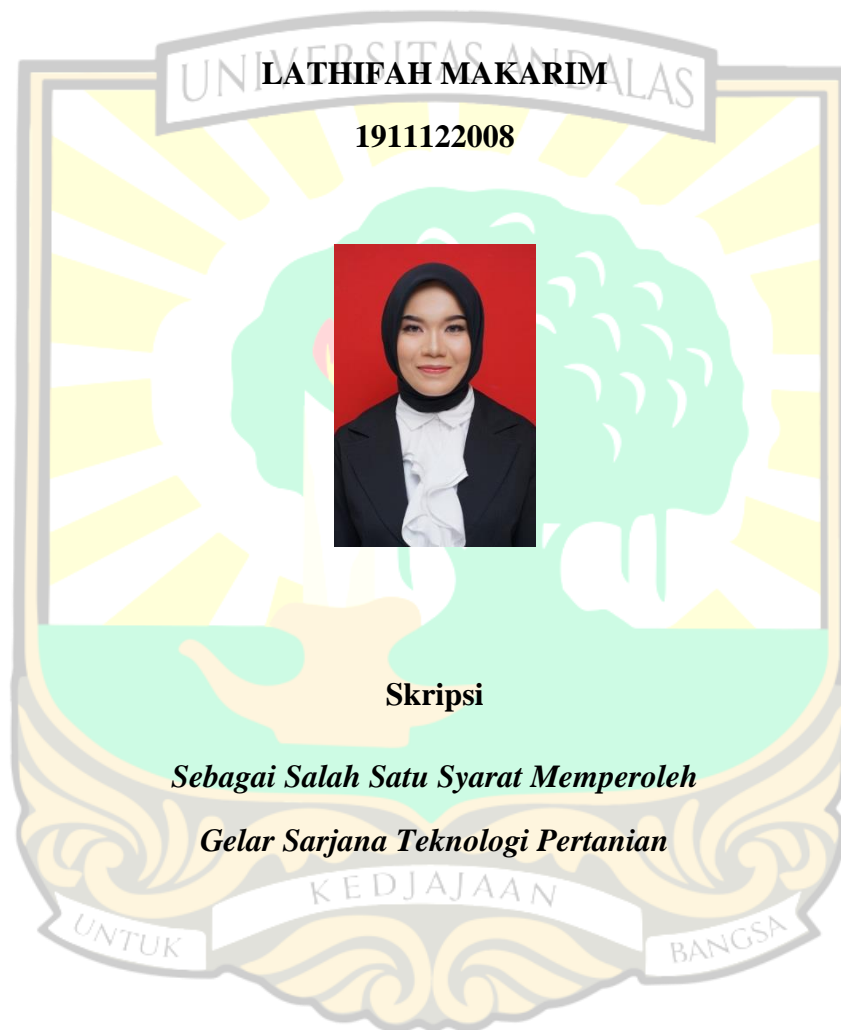 UNIVERSITAS ANDALAS
LATHIFAH MAKARIM
1911122008
Skripsi
Sebagai Salah Satu Syarat Memperoleh
Gelar Sarjana Teknologi Pertanian
KEDJAJAAN
UNTUK
BANGSA